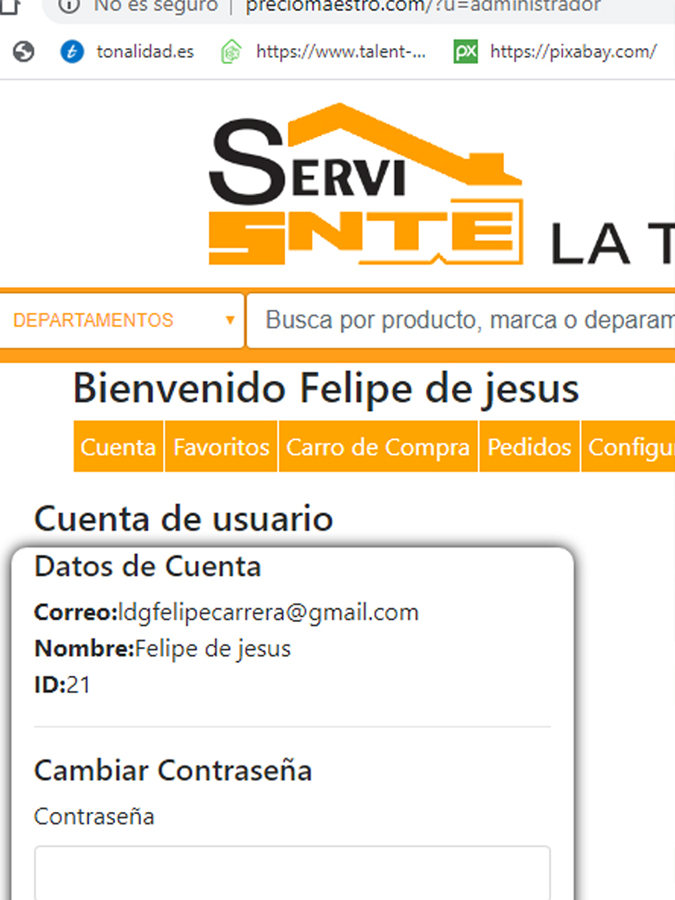 No es seguro | preciomaestro.com/?u=administrador
tonalidad.es https://www.talent-... px https://pixabay.com/
SERVI
SNTE LA T
DEPARTAMENTOS ▾ Busca por producto, marca o deparam
Bienvenido Felipe de jesus
Cuenta Favoritos Carro de Compra Pedidos Configu
Cuenta de usuario
Datos de Cuenta
Correo:ldgfelipecarrera@gmail.com
Nombre:Felipe de jesus
ID:21
Cambiar Contraseña
Contraseña